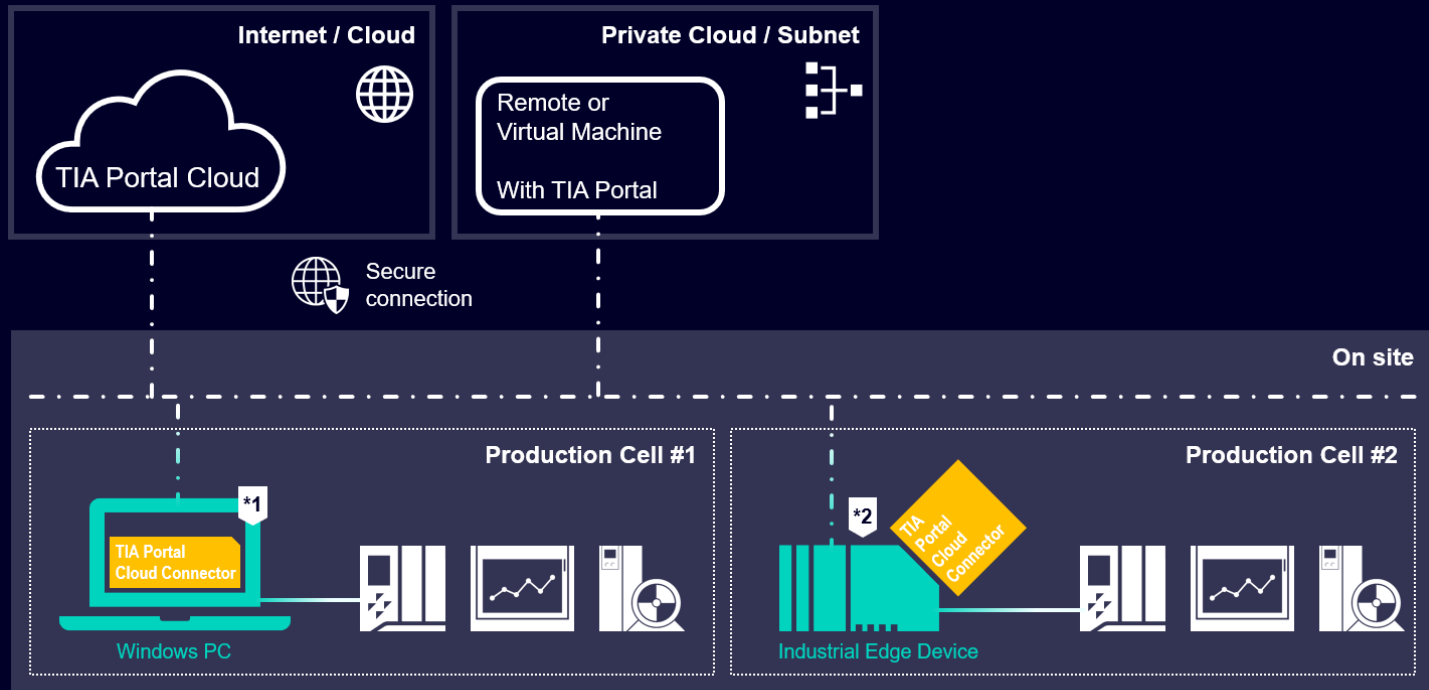 Internet / Cloud
TIA Portal Cloud
Private Cloud / Subnet
Remote or
Virtual Machine
With TIA Portal
Secure
connection
On site
Production Cell #1
*1
TIA Portal
Cloud Connector
Windows PC
Production Cell #2
*2
TIA
Portal
Cloud
Connector
Industrial Edge Device